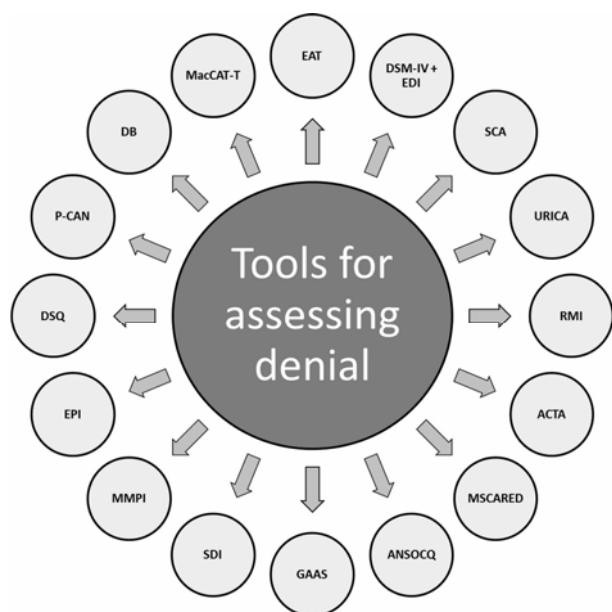 EAT
DSM-IV +
EDI
SCA
URICA
RMI
ACTA
MSCARED
ANSOCQ
GAAS
SDI
MMPI
EPI
DSQ
P-CAN
DB
MacCAT-T
Tools for
assessing
denial